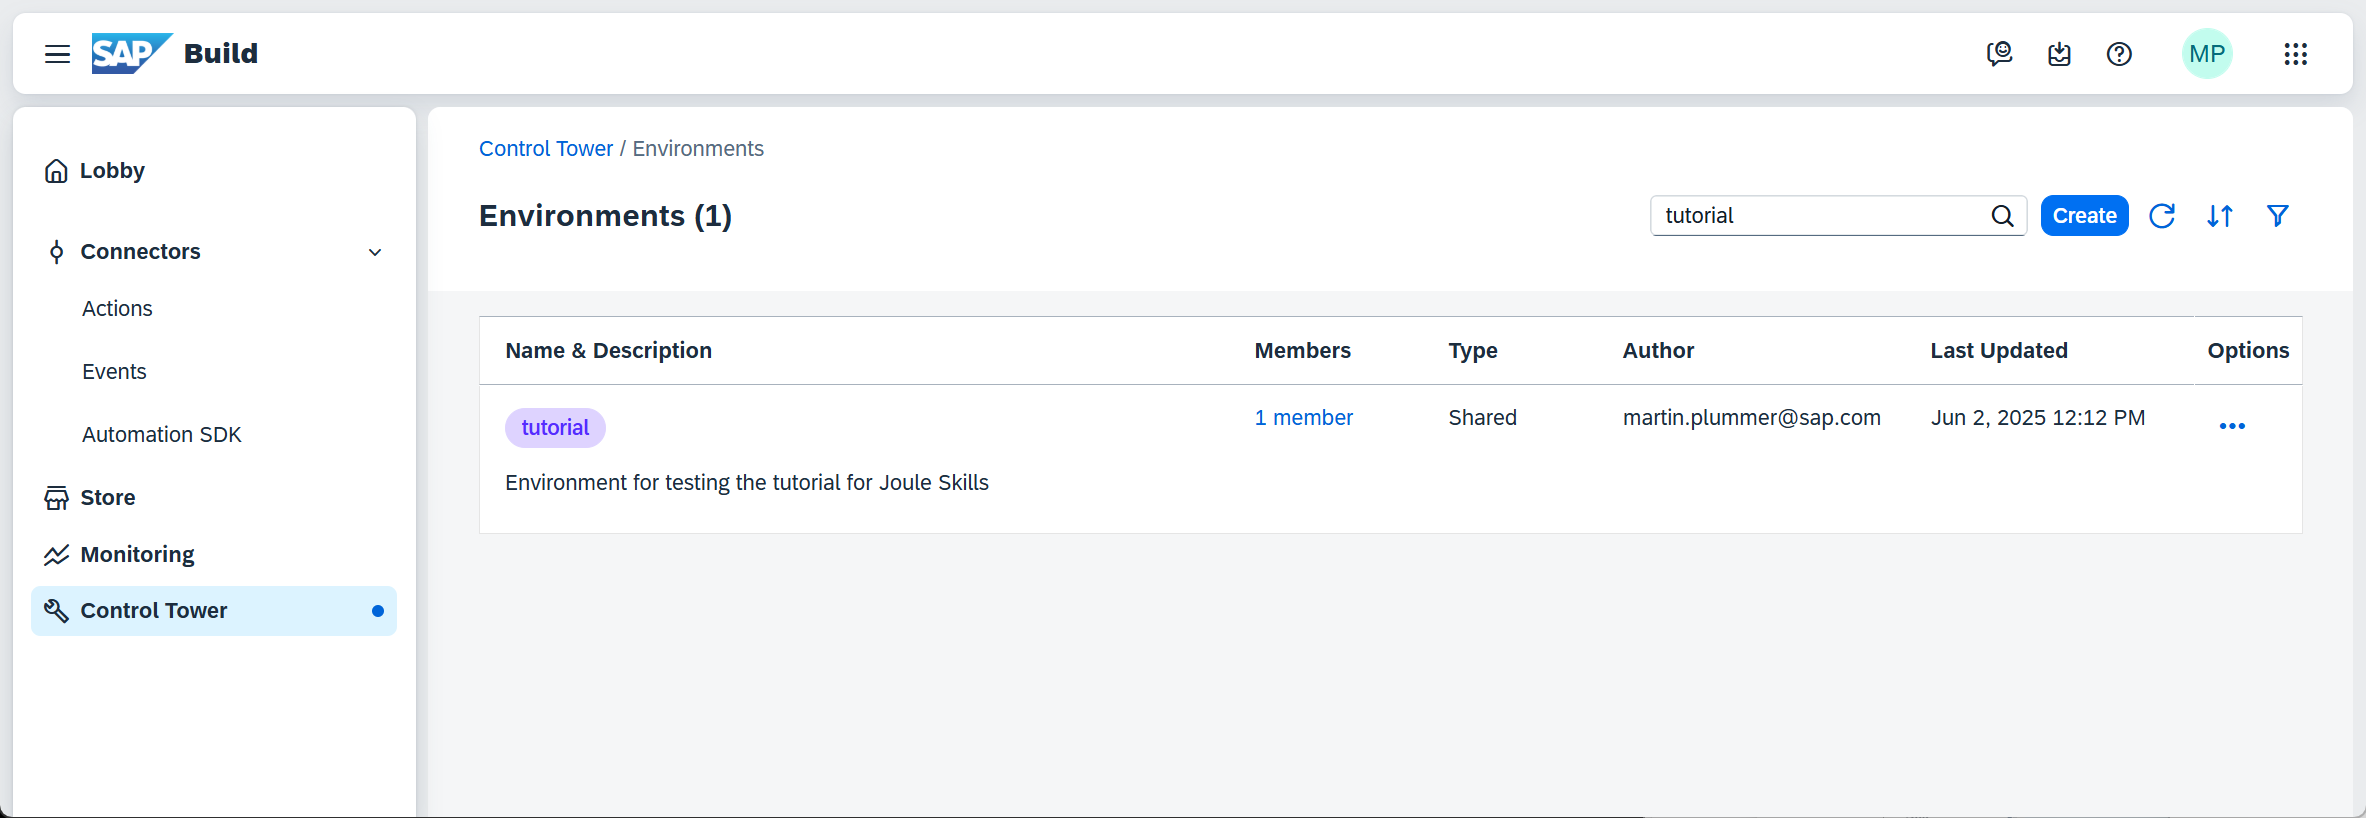 SAP Build
MP
Lobby
Connectors
Actions
Events
Automation SDK
Store
Monitoring
Control Tower
Control Tower / Environments
Environments (1)
tutorial
Create
Name & Description Members Type Author Last Updated Options
tutorial 1 member Shared martin.plummer@sap.com Jun 2, 2025 12:12 PM
Environment for testing the tutorial for Joule Skills